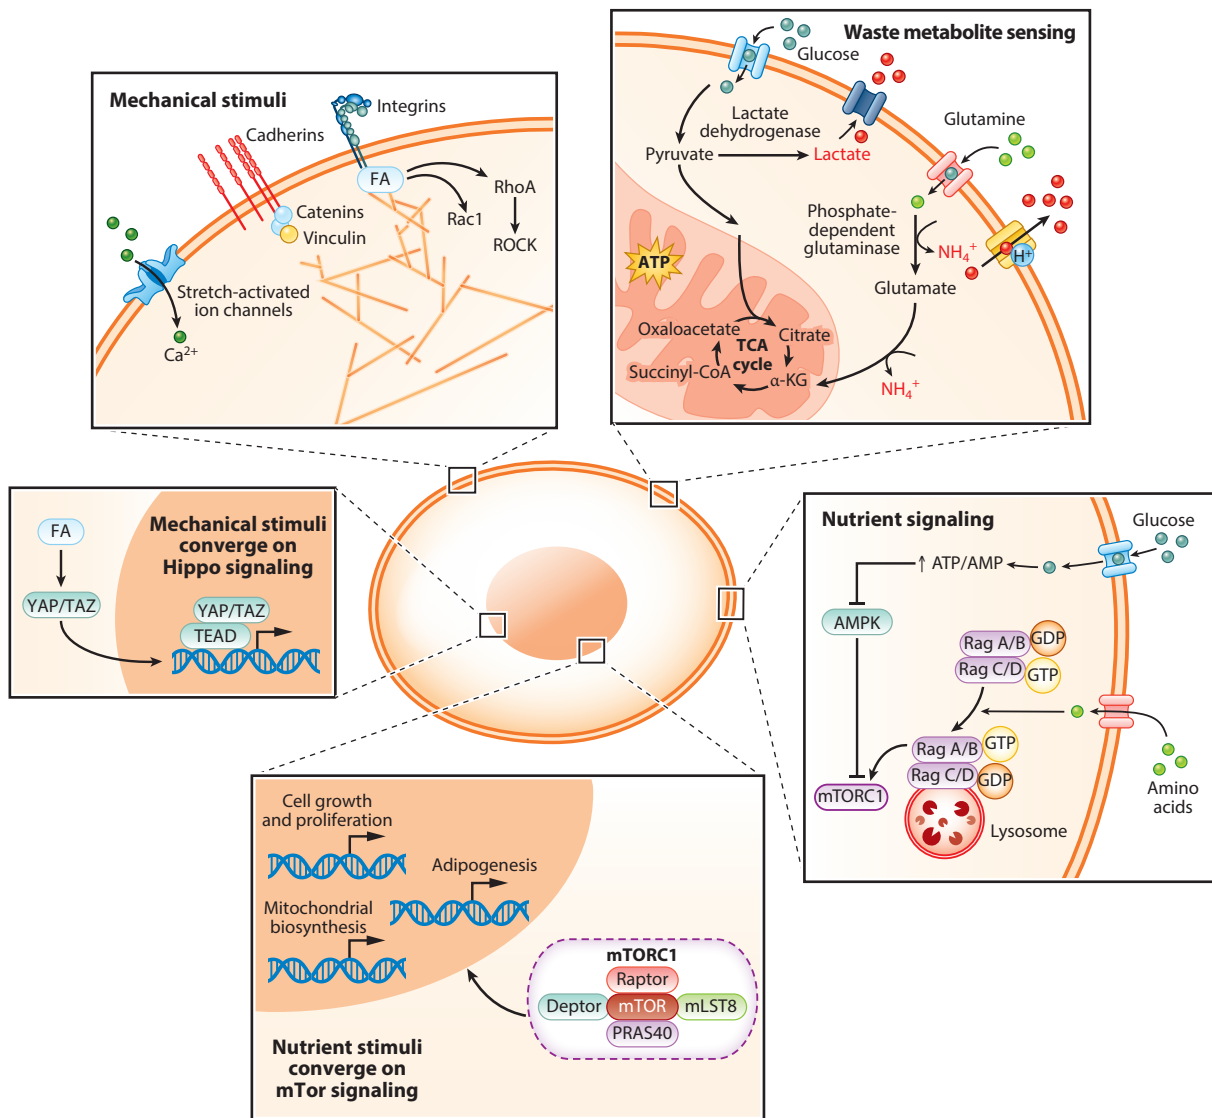 Mechanical stimuli
Integrins
Cadherins
FA
RhoA
Rac1
ROCK
Catenins
Vinculin
Stretch-activated
ion channels
Ca²⁺
Waste metabolite sensing
Glucose
Lactate
dehydrogenase
Pyruvate
Lactate
Glutamine
Phosphate-
dependent
glutaminase
NH₄⁺
H⁺
Glutamate
ATP
Oxaloacetate
Citrate
TCA
cycle
Succinyl-CoA
α-KG
NH₄⁺
Mechanical stimuli
converge on
Hippo signaling
FA
YAP/TAZ
YAP/TAZ
TEAD
Nutrient signaling
Glucose
↑ ATP/AMP
AMPK
Rag A/B
GDP
Rag C/D
GTP
Rag A/B
GTP
Rag C/D
GDP
mTORC1
Lysosome
Amino
acids
Cell growth
and proliferation
Adipogenesis
Mitochondrial
biosynthesis
mTORC1
Raptor
Deptor
mTOR
mLST8
PRAS40
Nutrient stimuli
converge on
mTor signaling